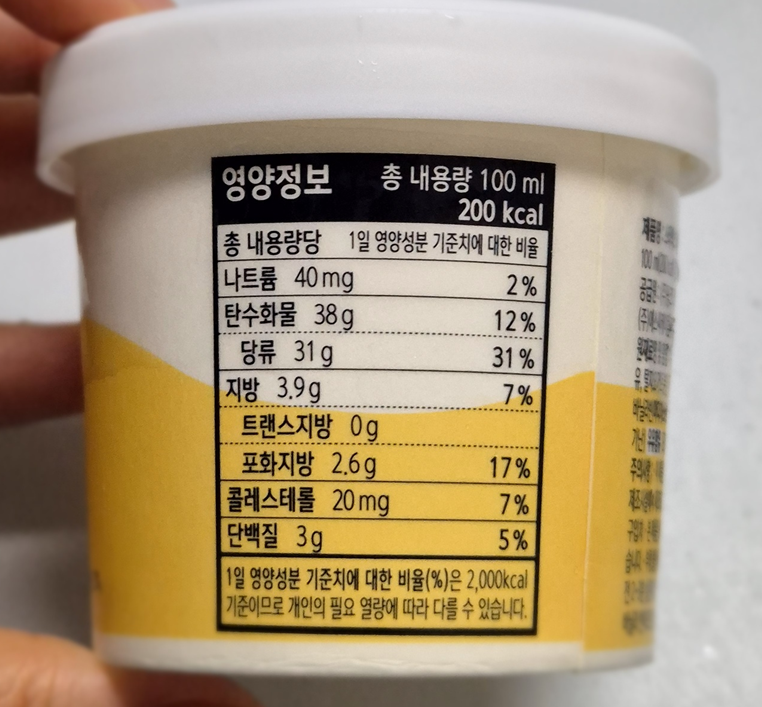 영양정보 총 내용량 100 ml
200 kcal
총 내용량당 1일 영양성분 기준치에 대한 비율
나트륨 40 mg 2 %
탄수화물 38 g 12 %
당류 31 g 31 %
지방 3.9 g 7 %
트랜스지방 0 g
포화지방 2.6 g 17 %
콜레스테롤 20 mg 7 %
단백질 3 g 5 %
1일 영양성분 기준치에 대한 비율(%)은 2,000kcal
기준이므로 개인의 필요 열량에 따라 다를 수 있습니다.
제품명
100 ml